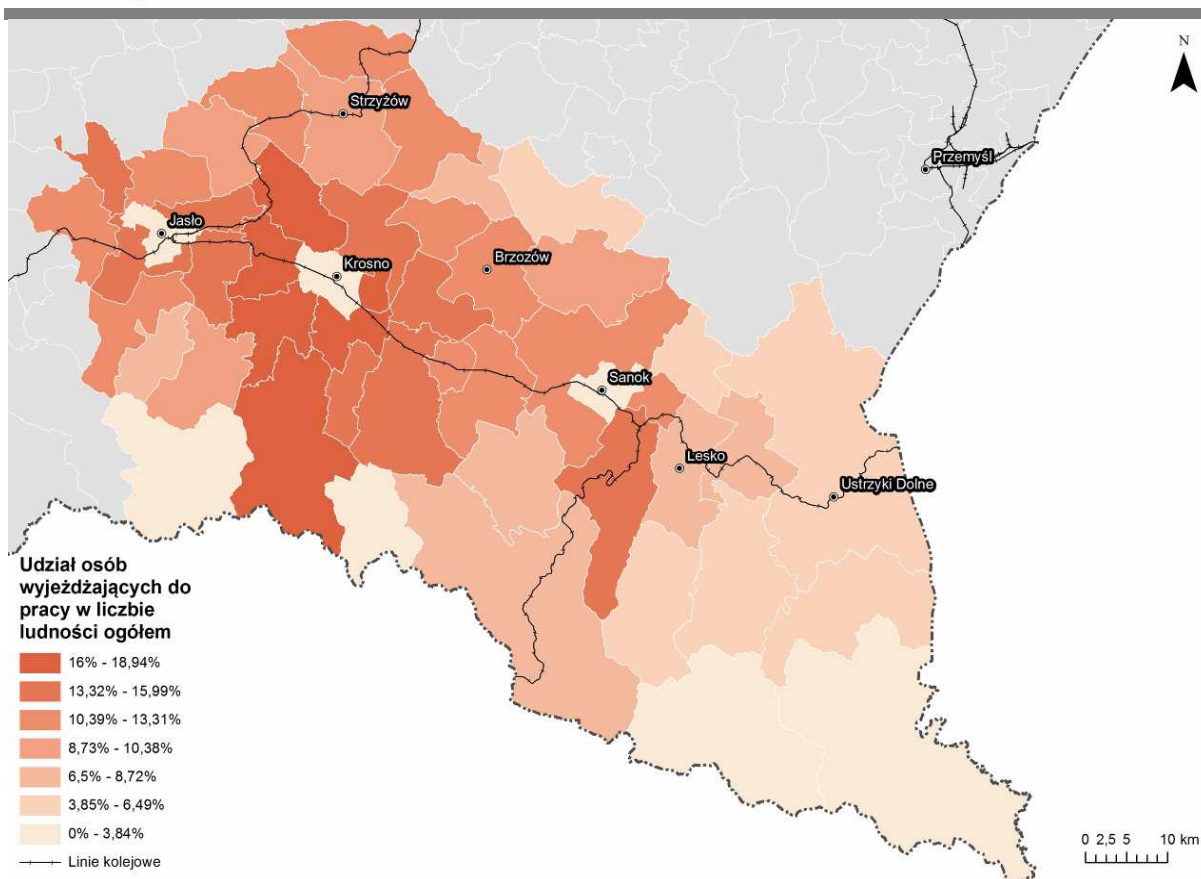 N
Strzyżów
Przemyśl
Jasło
Krosno
Brzozów
Sanok
Lesko
Ustrzyki Dolne
Udział osób
wyjeżdżających do
pracy w liczbie
ludności ogółem
16% - 18,94%
13,32% - 15,99%
10,39% - 13,31%
8,73% - 10,38%
6,5% - 8,72%
3,85% - 6,49%
0% - 3,84%
Linie kolejowe
0 2,5 5 10 km